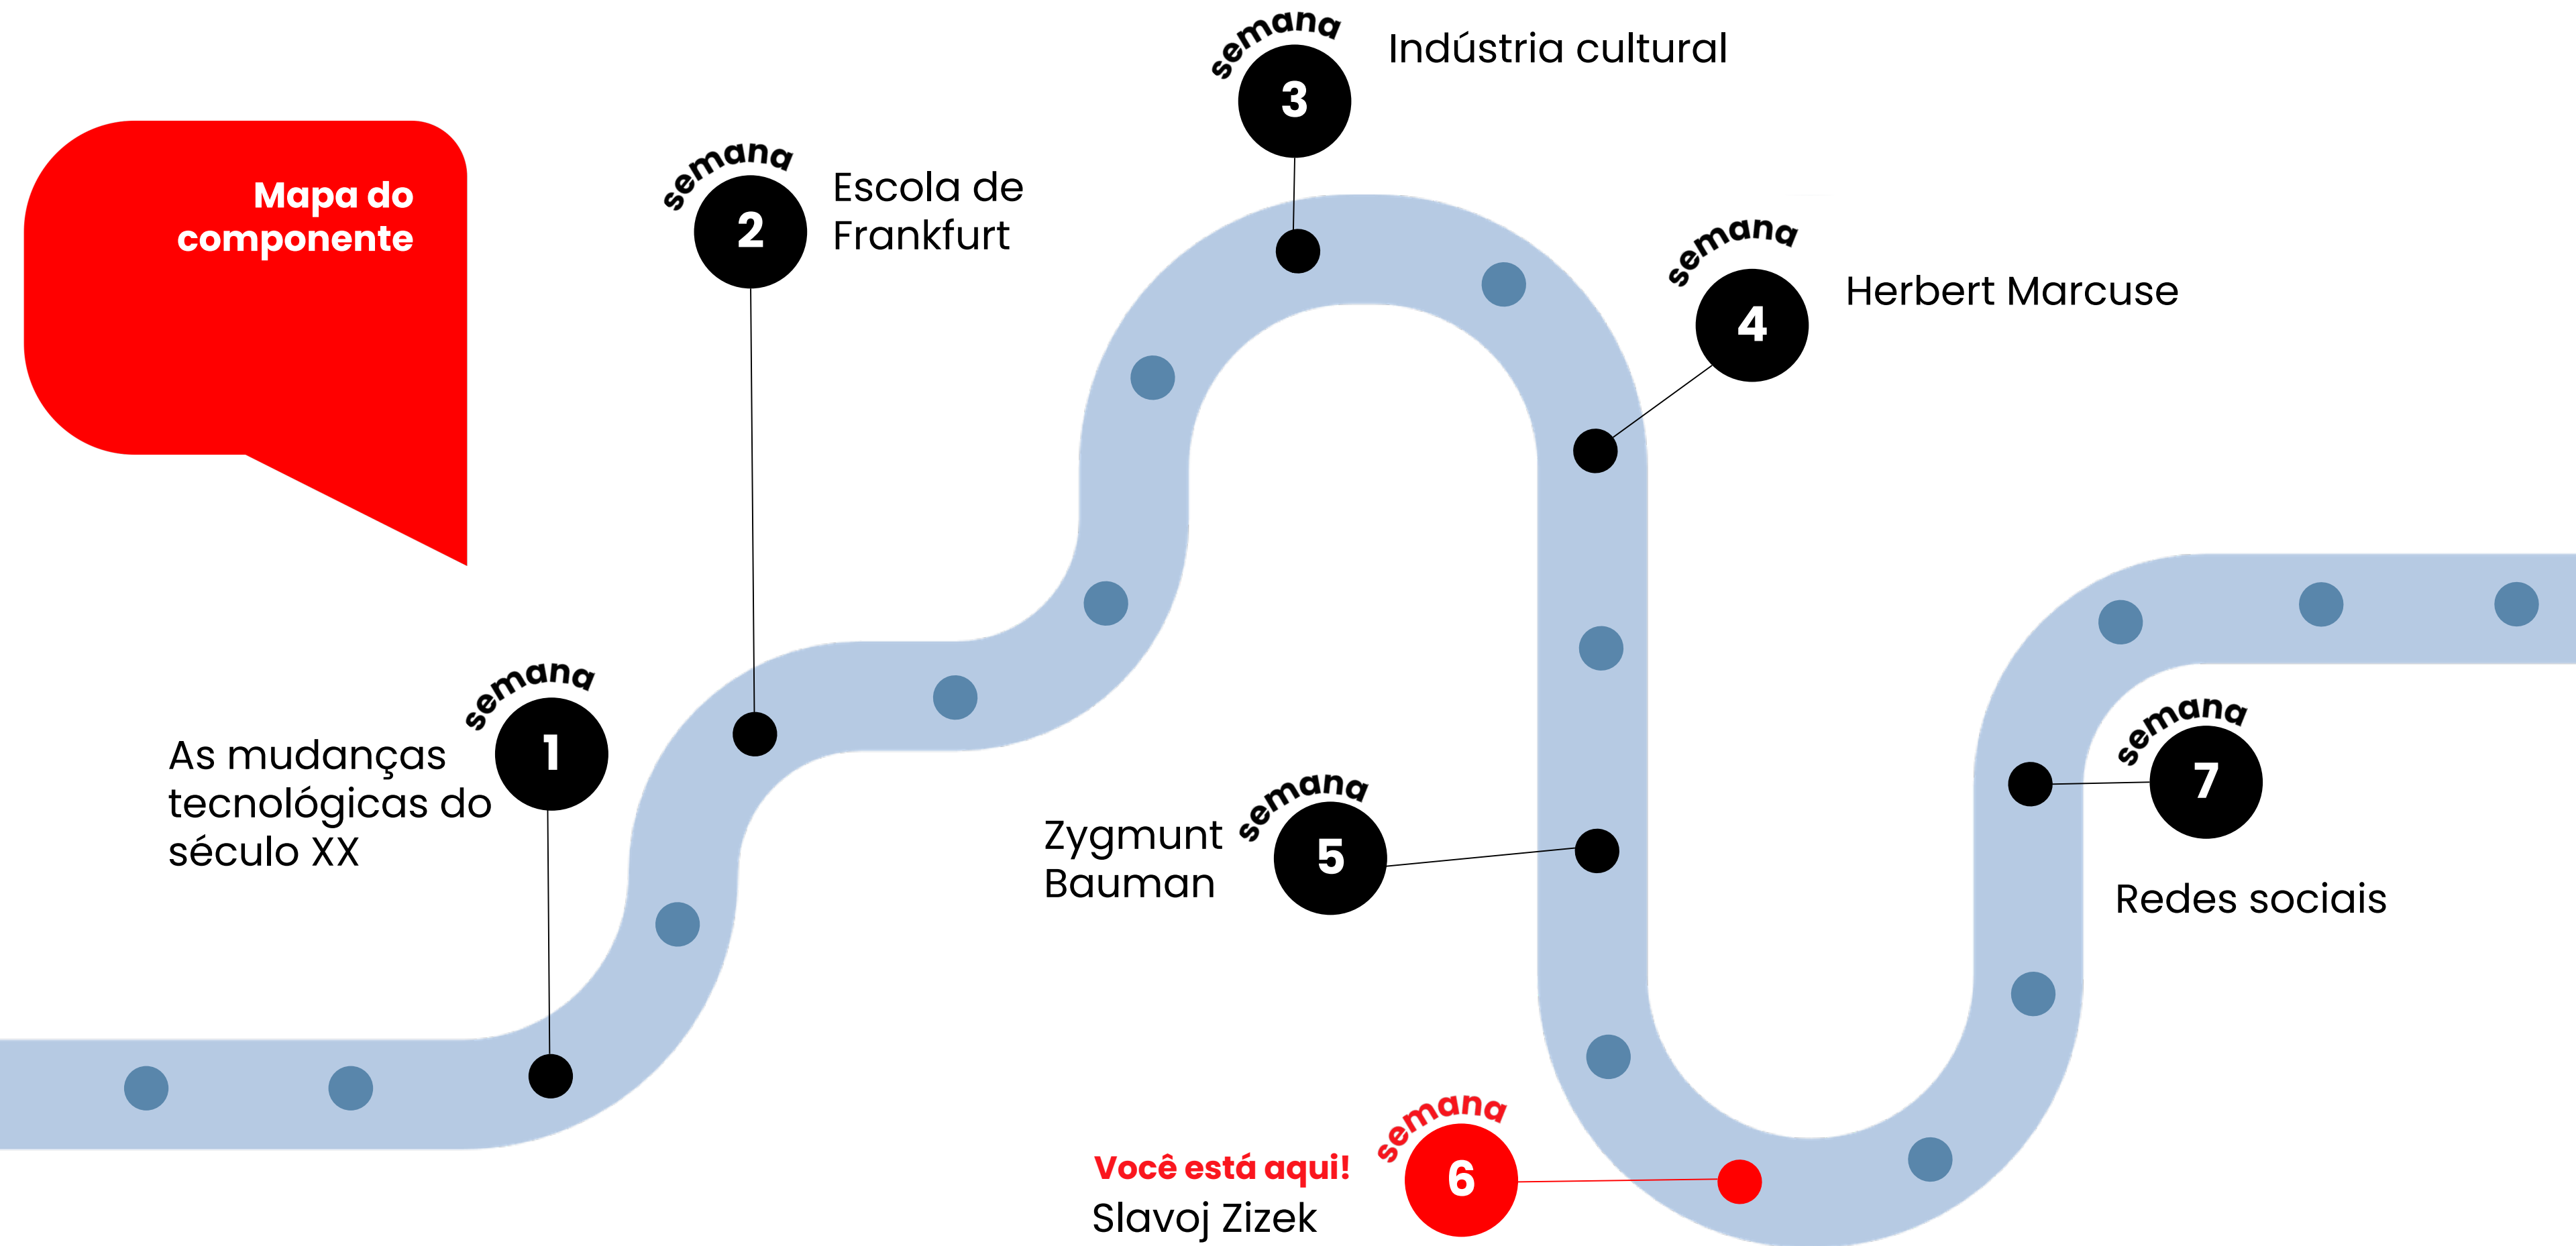 Mapa do
componente
semana
1
As mudanças
tecnológicas do
século XX
semana
2
Escola de
Frankfurt
semana
3
Indústria cultural
semana
4
Herbert Marcuse
semana
5
Zygmunt
Bauman
semana
6
Você está aqui!
Slavoj Zizek
semana
7
Redes sociais